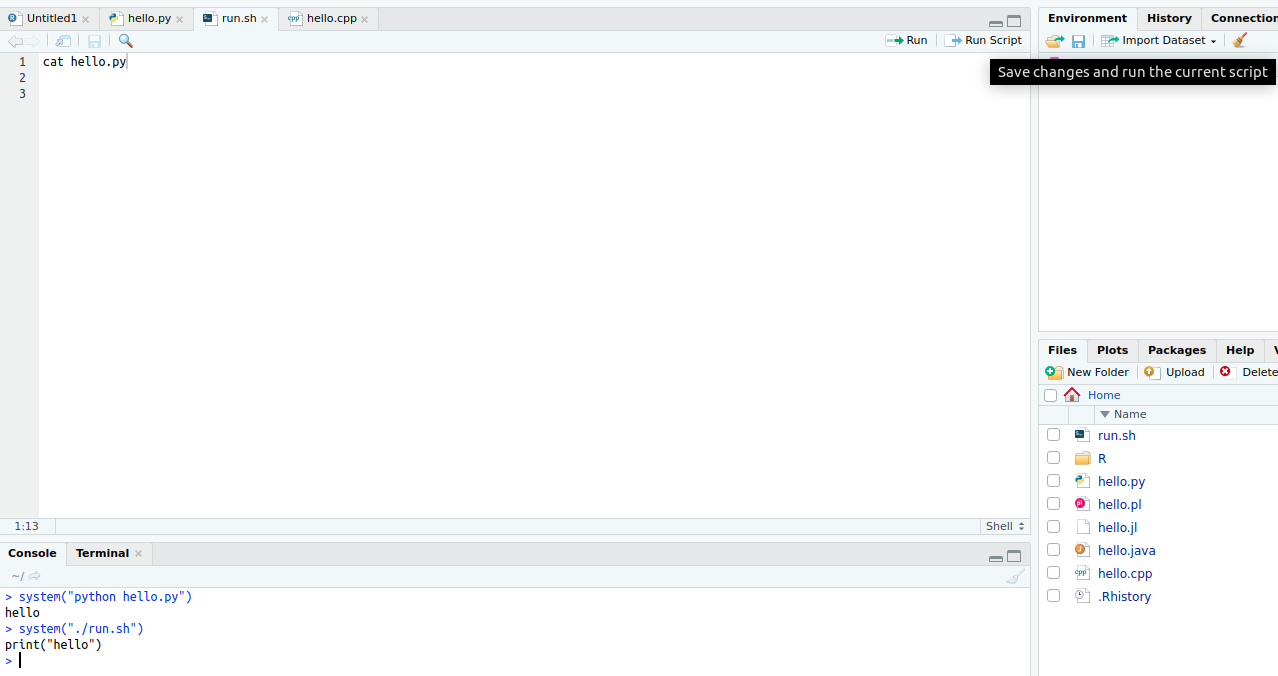 Untitled1 hello.py run.sh hello.cpp
Run Run Script
1 cat hello.py
2
3
1:13 Shell
Console Terminal
~/
> system("python hello.py")
hello
> system("./run.sh")
print("hello")
>
Environment History Connection
Import Dataset
Save changes and run the current script
Files Plots Packages Help V
New Folder Upload Delete
Home
Name
run.sh
R
hello.py
hello.pl
hello.jl
hello.java
hello.cpp
.Rhistory